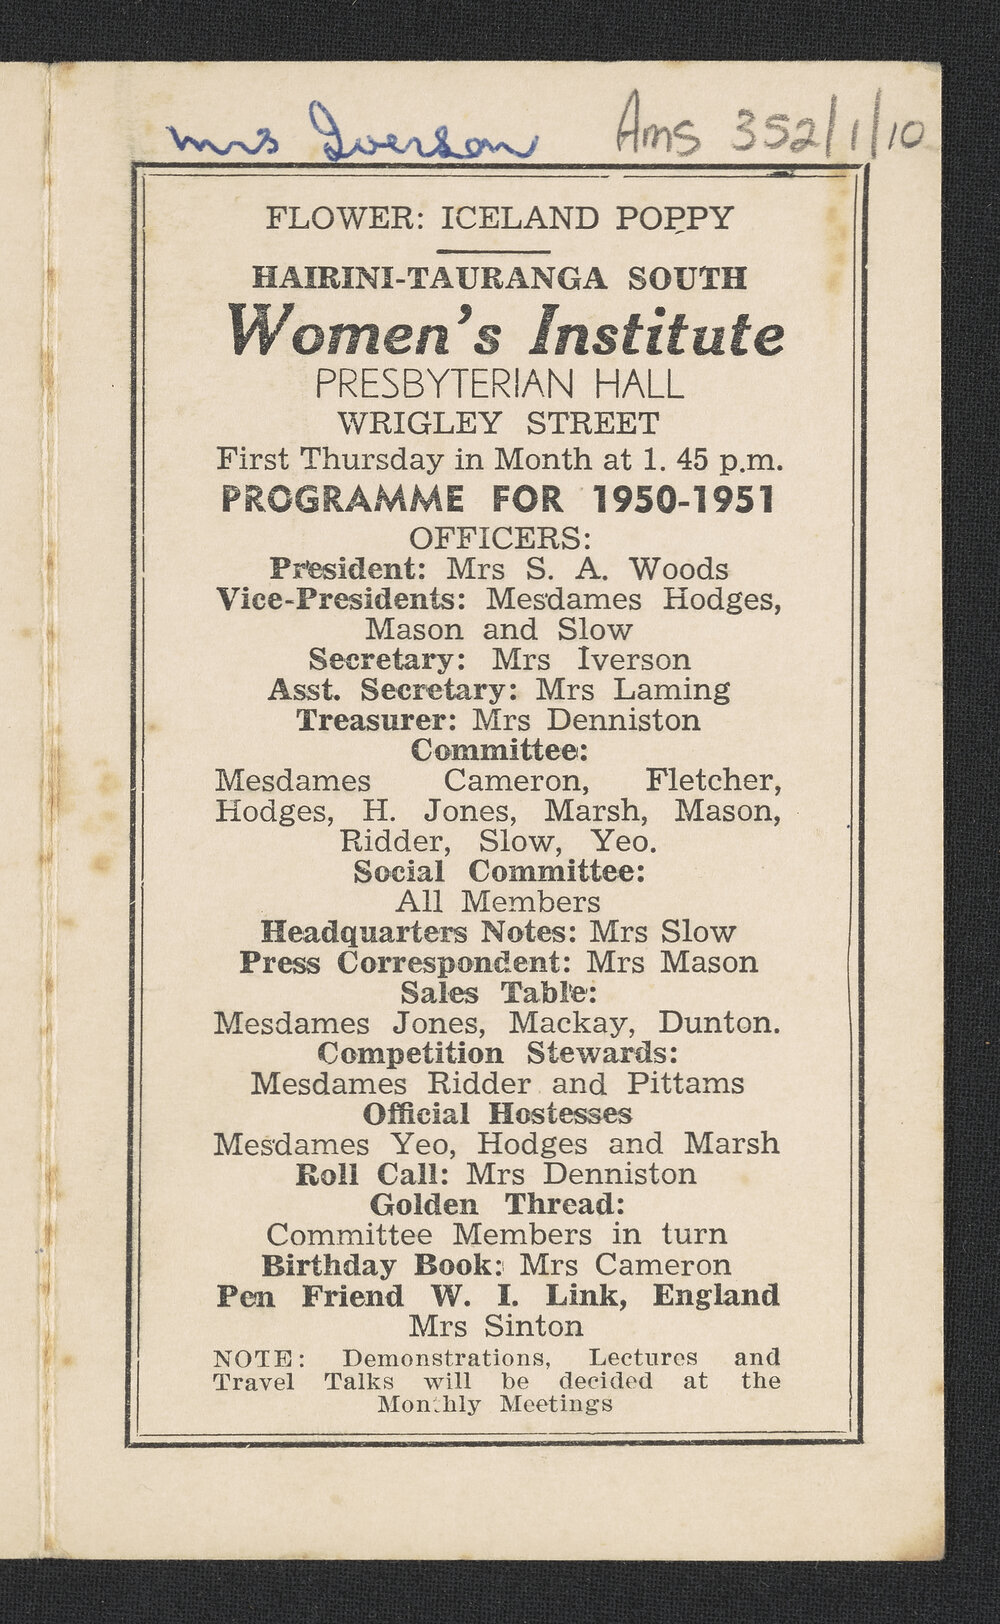 Mrs Iverson Ams 352/1/10
FLOWER: ICELAND POPPY
HAIRINI-TAURANGA SOUTH
Women's Institute
PRESBYTERIAN HALL
WRIGLEY STREET
First Thursday in Month at 1. 45 p.m.
PROGRAMME FOR 1950-1951
OFFICERS:
President: Mrs S. A. Woods
Vice-Presidents: Mesdames Hodges,
Mason and Slow
Secretary: Mrs Iverson
Asst. Secretary: Mrs Laming
Treasurer: Mrs Denniston
Committee:
Mesdames Cameron, Fletcher,
Hodges, H. Jones, Marsh, Mason,
Ridder, Slow, Yeo.
Social Committee:
All Members
Headquarters Notes: Mrs Slow
Press Correspondent: Mrs Mason
Sales Table:
Mesdames Jones, Mackay, Dunton.
Competition Stewards:
Mesdames Ridder and Pittams
Official Hostesses
Mesdames Yeo, Hodges and Marsh
Roll Call: Mrs Denniston
Golden Thread:
Committee Members in turn
Birthday Book: Mrs Cameron
Pen Friend W. I. Link, England
Mrs Sinton
NOTE: Demonstrations, Lectures and
Travel Talks will be decided at the
Monthly Meetings